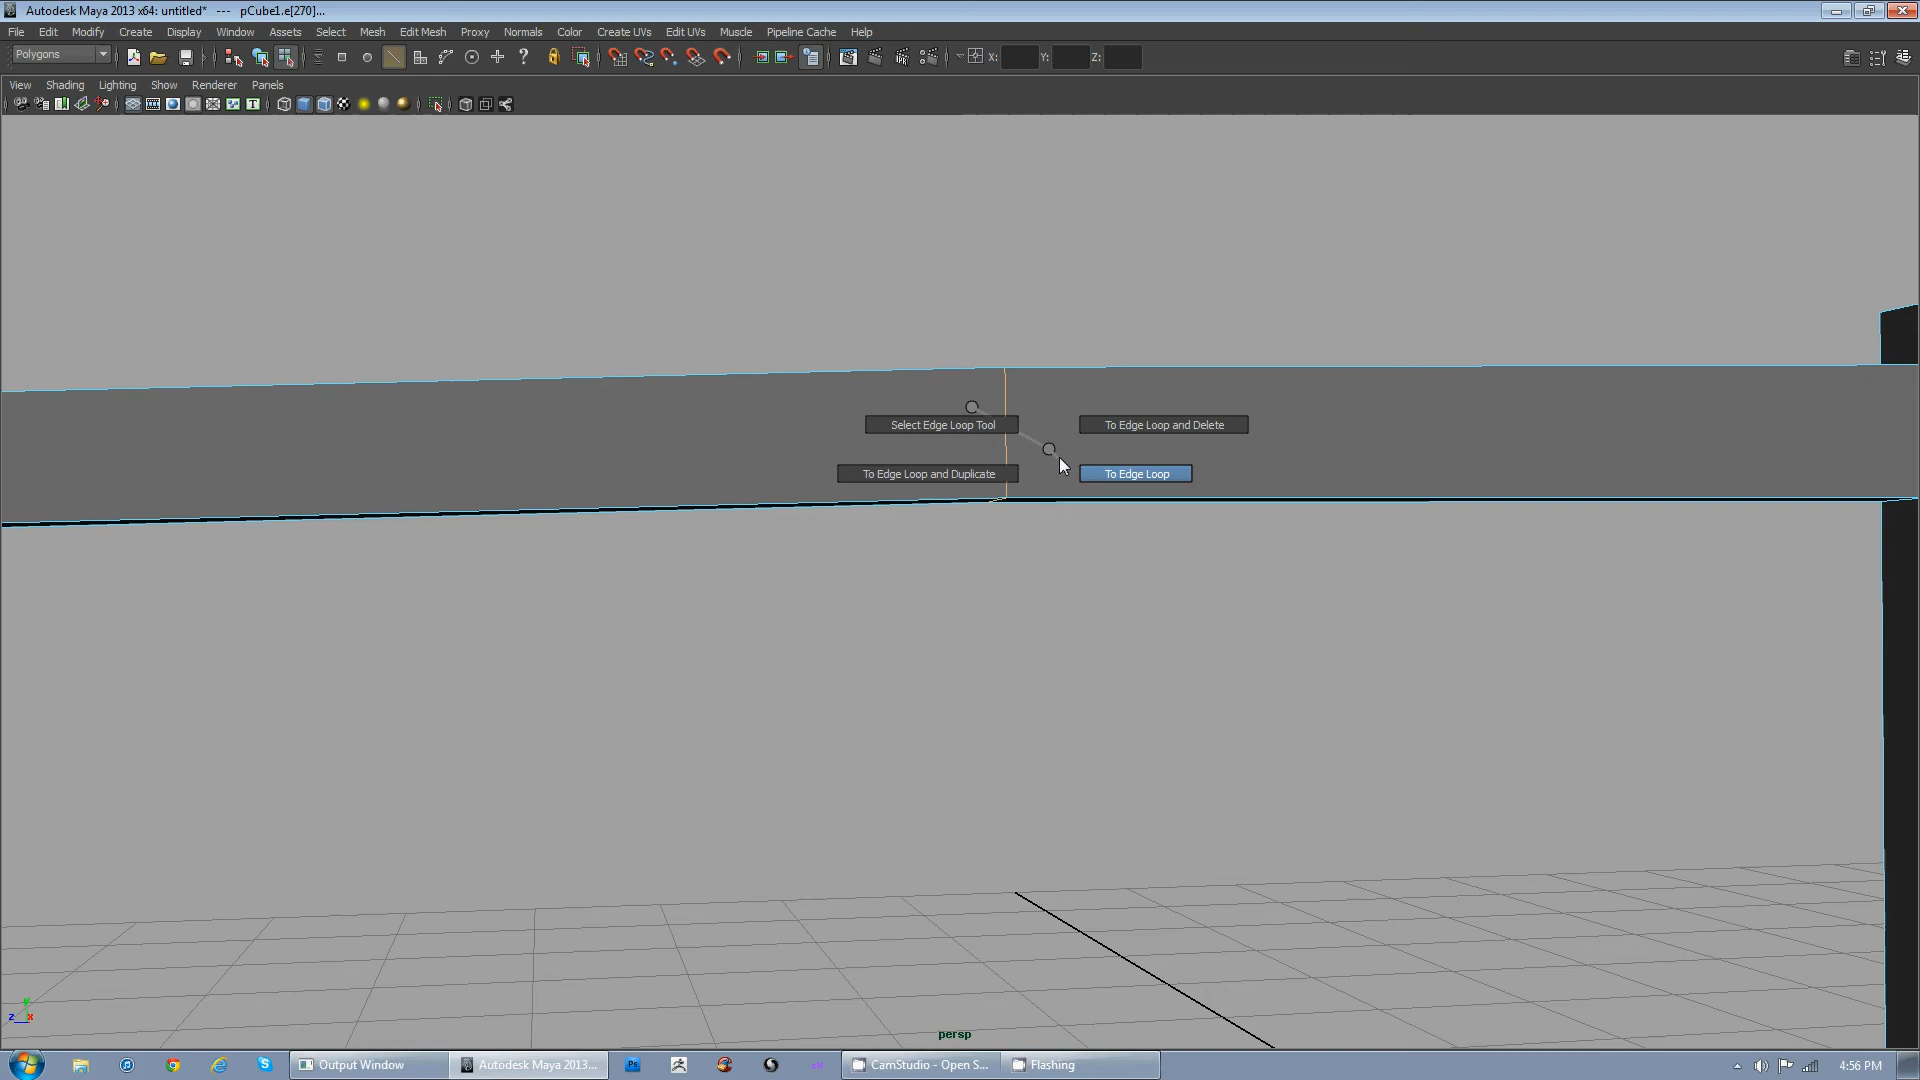 Autodesk Maya 2013 x64: untitled* --- pCube1.e[270]...
File Edit Modify Create Display Window Assets Select Mesh Edit Mesh Proxy Normals Color Create UVs Edit UVs Muscle Pipeline Cache Help
Polygons X: Y: Z:
View Shading Lighting Show Renderer Panels
Select Edge Loop Tool To Edge Loop and Delete
To Edge Loop and Duplicate To Edge Loop
y
z x
persp
Output Window Autodesk Maya 2013... Ps CamStudio - Open S... Flashing 4:56 PM